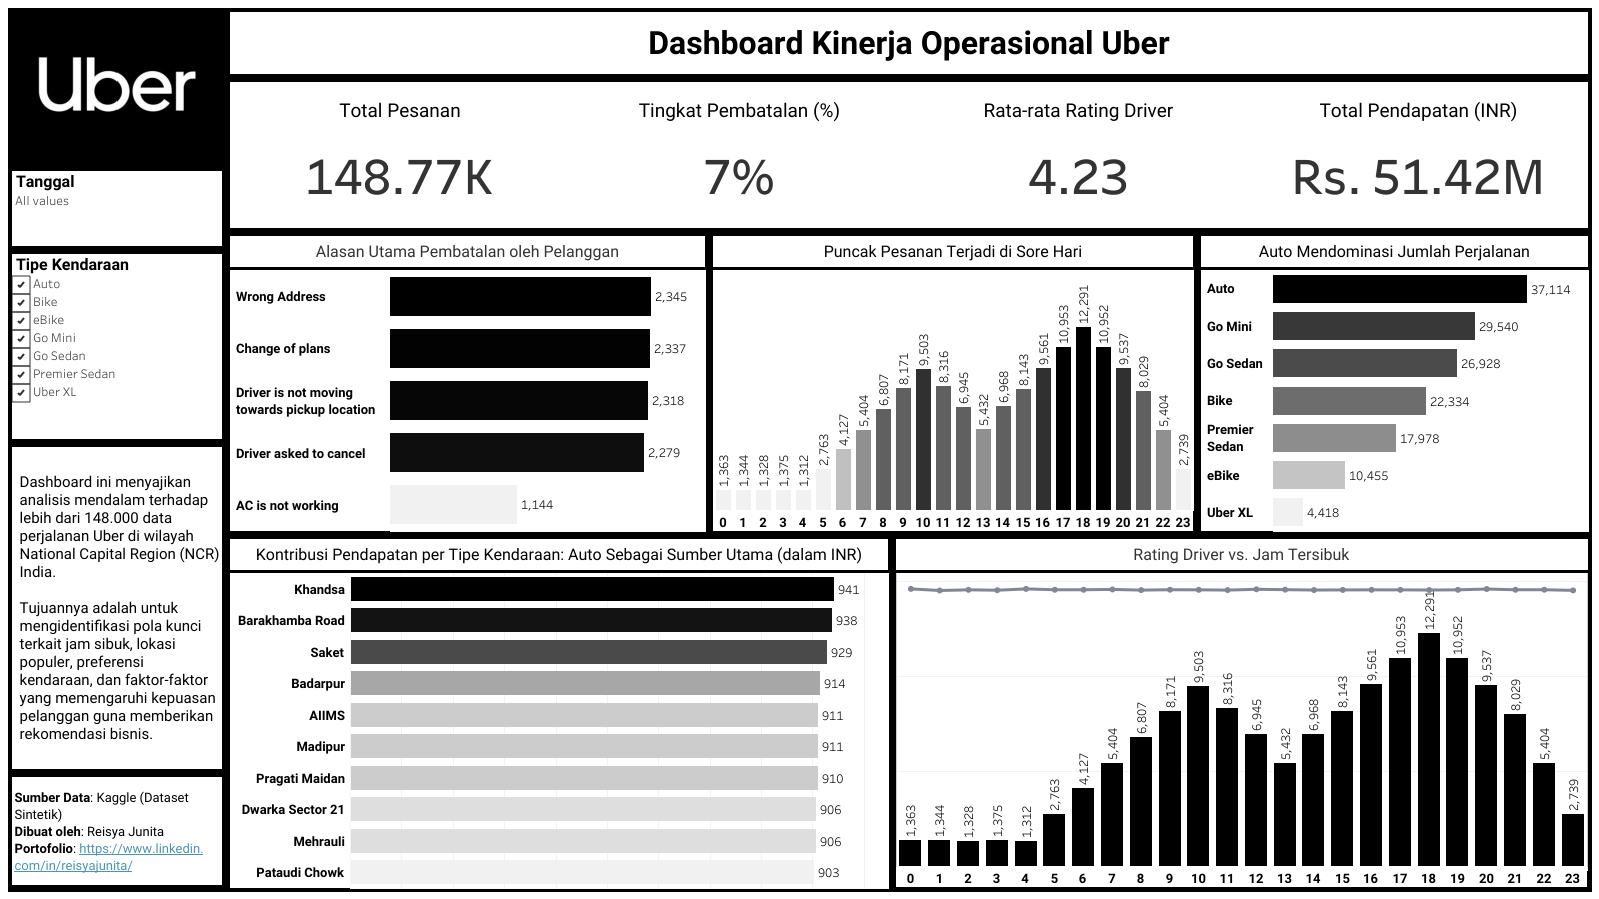 Uber
Dashboard Kinerja Operasional Uber
Total Pesanan
148.77K
Tingkat Pembatalan (%)
7%
Rata-rata Rating Driver
4.23
Total Pendapatan (INR)
Rs. 51.42M
Tanggal
All values
Tipe Kendaraan
Auto
Bike
eBike
Go Mini
Go Sedan
Premier Sedan
Uber XL
Dashboard ini menyajikan
analisis mendalam terhadap
lebih dari 148.000 data
perjalanan Uber di wilayah
National Capital Region (NCR)
India.
Tujuannya adalah untuk
mengidentifikasi pola kunci
terkait jam sibuk, lokasi
populer, preferensi
kendaraan, dan faktor-faktor
yang memengaruhi kepuasan
pelanggan guna memberikan
rekomendasi bisnis.
Sumber Data: Kaggle (Dataset
Sintetik)
Dibuat oleh: Reisya Junita
Portofolio: https://www.linkedin.
com/in/reisyajunita/
Alasan Utama Pembatalan oleh Pelanggan
Wrong Address 2,345
Change of plans 2,337
Driver is not moving
towards pickup location 2,318
Driver asked to cancel 2,279
AC is not working 1,144
Puncak Pesanan Terjadi di Sore Hari
1,363 1,344 1,328 1,375 1,312 2,763 4,127 5,404 6,807 8,171 9,503 8,316 6,945 5,432 6,968 8,143 9,561 10,953 12,291 10,952 9,537 8,029 5,404 2,739
0 1 2 3 4 5 6 7 8 9 10 11 12 13 14 15 16 17 18 19 20 21 22 23
Auto Mendominasi Jumlah Perjalanan
Auto 37,114
Go Mini 29,540
Go Sedan 26,928
Bike 22,334
Premier
Sedan 17,978
eBike 10,455
Uber XL 4,418
Kontribusi Pendapatan per Tipe Kendaraan: Auto Sebagai Sumber Utama (dalam INR)
Khandsa 941
Barakhamba Road 938
Saket 929
Badarpur 914
AIIMS 911
Madipur 911
Pragati Maidan 910
Dwarka Sector 21 906
Mehrauli 906
Pataudi Chowk 903
Rating Driver vs. Jam Tersibuk
1,363 1,344 1,328 1,375 1,312 2,763 4,127 5,404 6,807 8,171 9,503 8,316 6,945 5,432 6,968 8,143 9,561 10,953 12,291 10,952 9,537 8,029 5,404 2,739
0 1 2 3 4 5 6 7 8 9 10 11 12 13 14 15 16 17 18 19 20 21 22 23